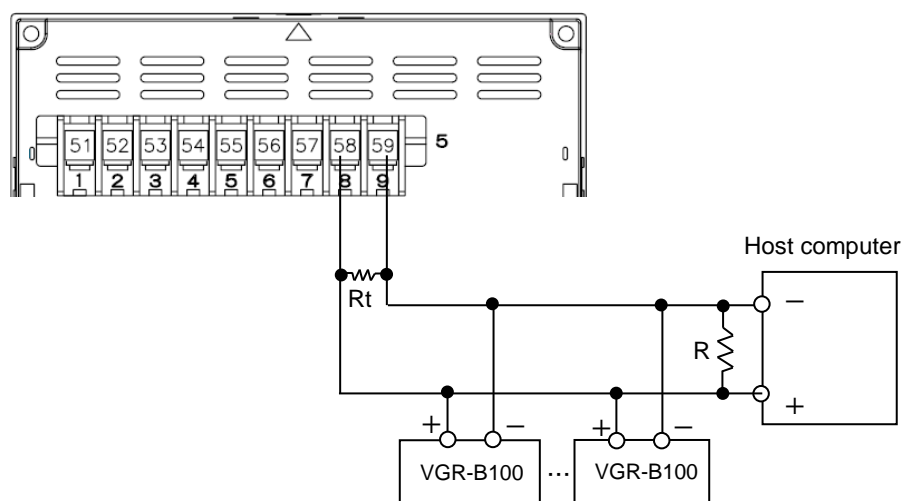 51 52 53 54 55 56 57 58 59 5
1 2 3 4 5 6 7 8 9
Host computer
Rt
−
R
+
+ − + −
VGR-B100 ... VGR-B100